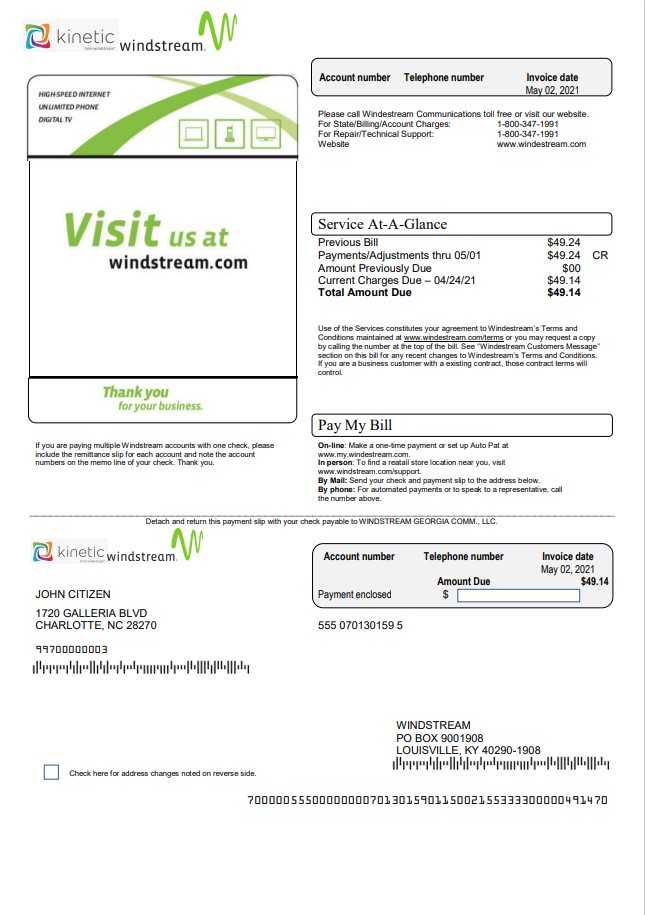 kinetic
from windstream
windstream.
HIGH-SPEED INTERNET
UNLIMITED PHONE
DIGITAL TV
Visit us at
windstream.com
Thank you
for your business.
If you are paying multiple Windstream accounts with one check, please
include the remittance slip for each account and note the account
numbers on the memo line of your check. Thank you.
Account number Telephone number Invoice date
May 02, 2021
Please call Windestream Communications toll free or visit our website.
For State/Billing/Account Charges: 1-800-347-1991
For Repair/Technical Support: 1-800-347-1991
Website www.windestream.com
Service At-A-Glance
Previous Bill $49.24
Payments/Adjustments thru 05/01 $49.24 CR
Amount Previously Due $00
Current Charges Due – 04/24/21 $49.14
Total Amount Due $49.14
Use of the Services constitutes your agreement to Windestream's Terms and
Conditions maintained at www.windestream.com/terms or you may request a copy
by calling the number at the top of the bill. See "Windestream Customers Message"
section on this bill for any recent changes to Windestream's Terms and Conditions.
If you are a business customer with a existing contract, those contract terms will
control.
Pay My Bill
On-line: Make a one-time payment or set up Auto Pat at
www.my.windestream.com.
In person: To find a reatail store location near you, visit
www.windestream.com/support.
By Mail: Send your check and payment slip to the address below.
By phone: For automated payments or to speak to a representative, call
the number above.
Detach and return this payment slip with your check payable to WINDSTREAM GEORGIA COMM., LLC.
kinetic
from windstream
windstream.
Account number Telephone number Invoice date
May 02, 2021
Amount Due $49.14
Payment enclosed $
JOHN CITIZEN
1720 GALLERIA BLVD
CHARLOTTE, NC 28270
555 070130159 5
99700000003
WINDSTREAM
PO BOX 9001908
LOUISVILLE, KY 40290-1908
Check here for address changes noted on reverse side.
70000055500000000701301590115002155333300000491470